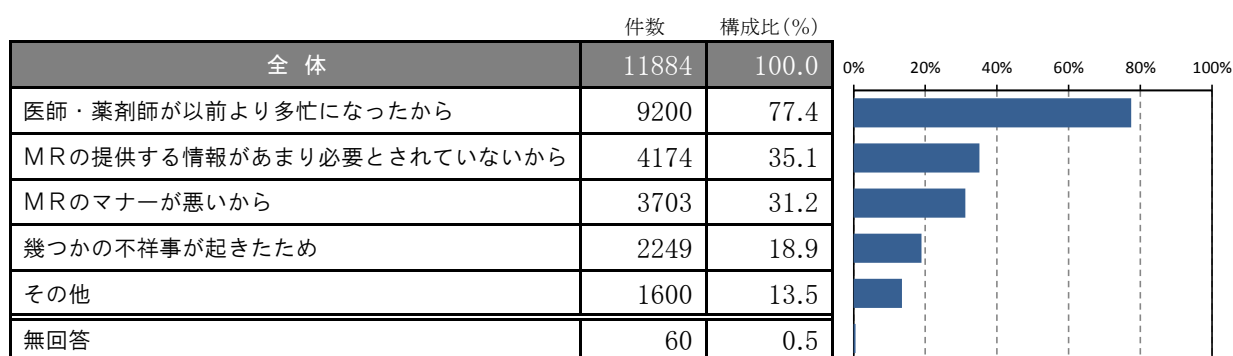 件数 構成比(%)
全 体 11884 100.0
0% 20% 40% 60% 80% 100%
医師・薬剤師が以前より多忙になったから 9200 77.4
ＭＲの提供する情報があまり必要とされていないから 4174 35.1
ＭＲのマナーが悪いから 3703 31.2
幾つかの不祥事が起きたため 2249 18.9
その他 1600 13.5
無回答 60 0.5